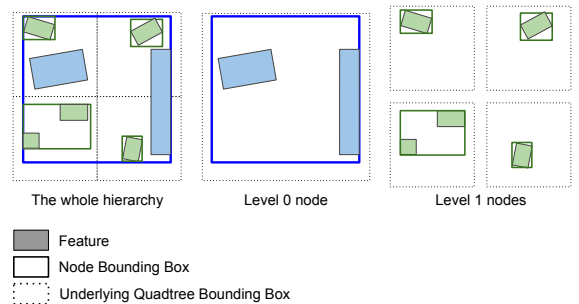 The whole hierarchy
Level 0 node
Level 1 nodes
Feature
Node Bounding Box
Underlying Quadtree Bounding Box